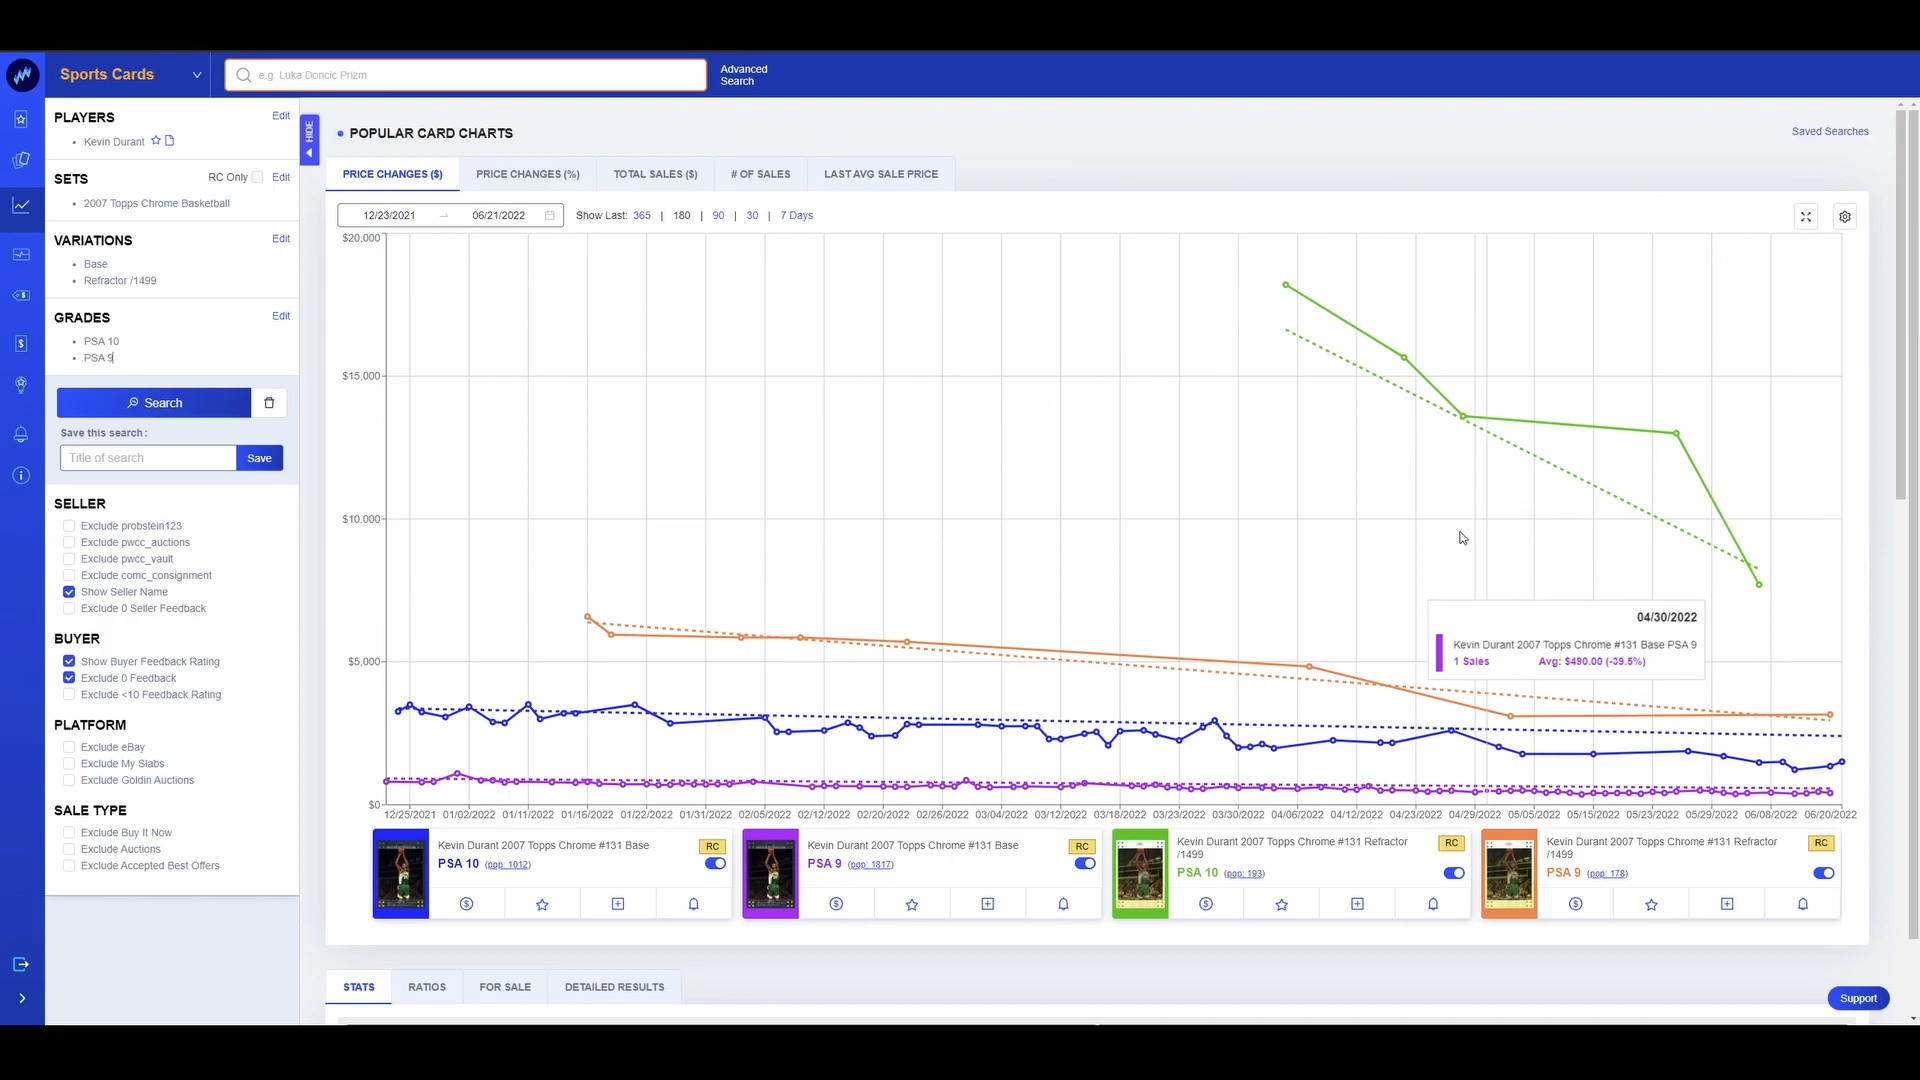 Sports Cards
e.g. Luka Doncic Prizm
Advanced
Search
PLAYERS
Edit
Kevin Durant
SETS
RC Only
Edit
2007 Topps Chrome Basketball
VARIATIONS
Edit
Base
Refractor /1499
GRADES
Edit
PSA 10
PSA 9
Search
Save this search :
Title of search
Save
SELLER
Exclude probstein123
Exclude pwcc_auctions
Exclude pwcc_vault
Exclude comc_consignment
Show Seller Name
Exclude 0 Seller Feedback
BUYER
Show Buyer Feedback Rating
Exclude 0 Feedback
Exclude <10 Feedback Rating
PLATFORM
Exclude eBay
Exclude My Slabs
Exclude Goldin Auctions
SALE TYPE
Exclude Buy It Now
Exclude Auctions
Exclude Accepted Best Offers
HIDE
POPULAR CARD CHARTS
Saved Searches
PRICE CHANGES ($)
PRICE CHANGES (%)
TOTAL SALES ($)
# OF SALES
LAST AVG SALE PRICE
12/23/2021
06/21/2022
Show Last: 365 | 180 | 90 | 30 | 7 Days
$20,000
$15,000
$10,000
$5,000
$0
04/30/2022
Kevin Durant 2007 Topps Chrome #131 Base PSA 9
1 Sales Avg: $490.00 (-39.5%)
12/25/2021 01/02/2022 01/11/2022 01/16/2022 01/22/2022 01/31/2022 02/05/2022 02/12/2022 02/20/2022 02/26/2022 03/04/2022 03/12/2022 03/18/2022 03/23/2022 03/30/2022 04/06/2022 04/12/2022 04/23/2022 04/29/2022 05/05/2022 05/15/2022 05/23/2022 05/29/2022 06/08/2022 06/20/2022
Kevin Durant 2007 Topps Chrome #131 Base
RC
PSA 10 (pop: 1012)
Kevin Durant 2007 Topps Chrome #131 Base
RC
PSA 9 (pop: 1817)
Kevin Durant 2007 Topps Chrome #131 Refractor
/1499
RC
PSA 10 (pop: 193)
Kevin Durant 2007 Topps Chrome #131 Refractor
/1499
RC
PSA 9 (pop: 178)
STATS
RATIOS
FOR SALE
DETAILED RESULTS
Support